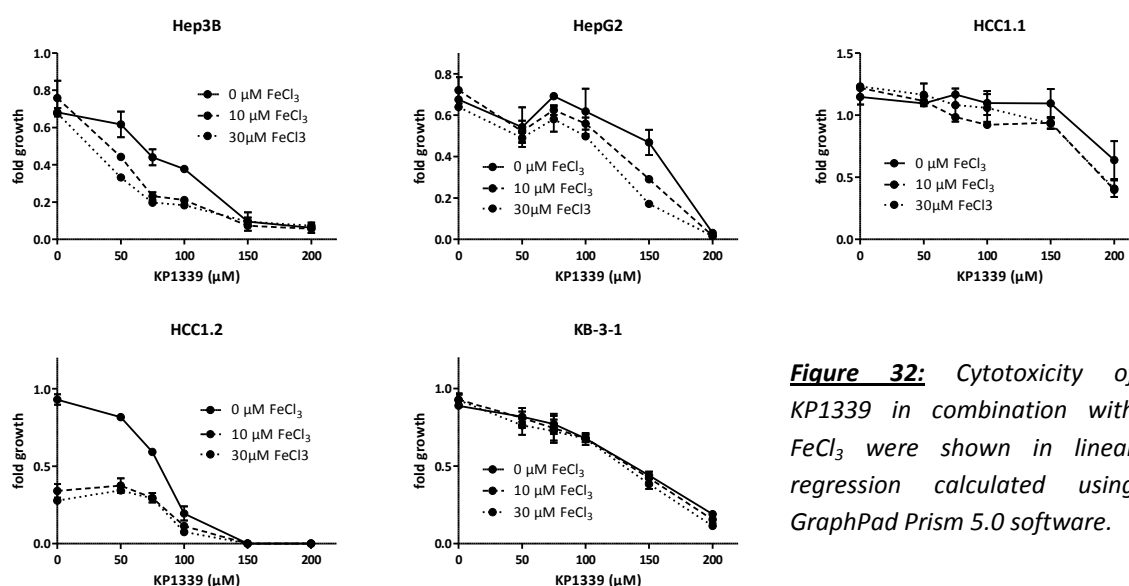 Hep3B
fold growth
1.0
0.8
0.6
0.4
0.2
0.0
0 μM FeCl₃
10 μM FeCl₃
30μM FeCl3
0 50 100 150 200
KP1339 (μM)
HepG2
fold growth
0.8
0.6
0.4
0.2
0.0
0 μM FeCl₃
10 μM FeCl₃
30μM FeCl3
0 50 100 150 200
KP1339 (μM)
HCC1.1
fold growth
1.5
1.0
0.5
0.0
0 μM FeCl₃
10 μM FeCl₃
30μM FeCl3
0 50 100 150 200
KP1339 (μM)
HCC1.2
fold growth
1.0
0.5
0.0
0 μM FeCl₃
10 μM FeCl₃
30μM FeCl3
0 50 100 150 200
KP1339 (μM)
KB-3-1
fold growth
1.0
0.5
0.0
0 μM FeCl₃
10 μM FeCl₃
30 μM FeCl₃
0 50 100 150 200
KP1339 (μM)
Figure 32: Cytotoxicity of
KP1339 in combination with
FeCl₃ were shown in linear
regression calculated using
GraphPad Prism 5.0 software.